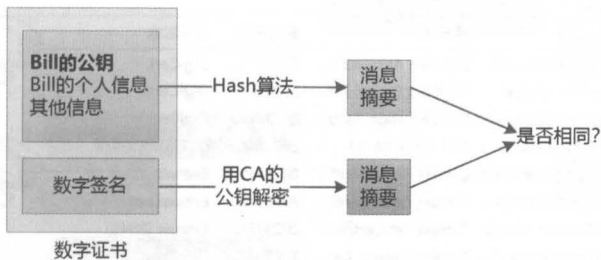 Bill的公钥
Bill的个人信息
其他信息
Hash算法
消息
摘要
是否相同?
数字签名
用CA的
公钥解密
消息
摘要
数字证书